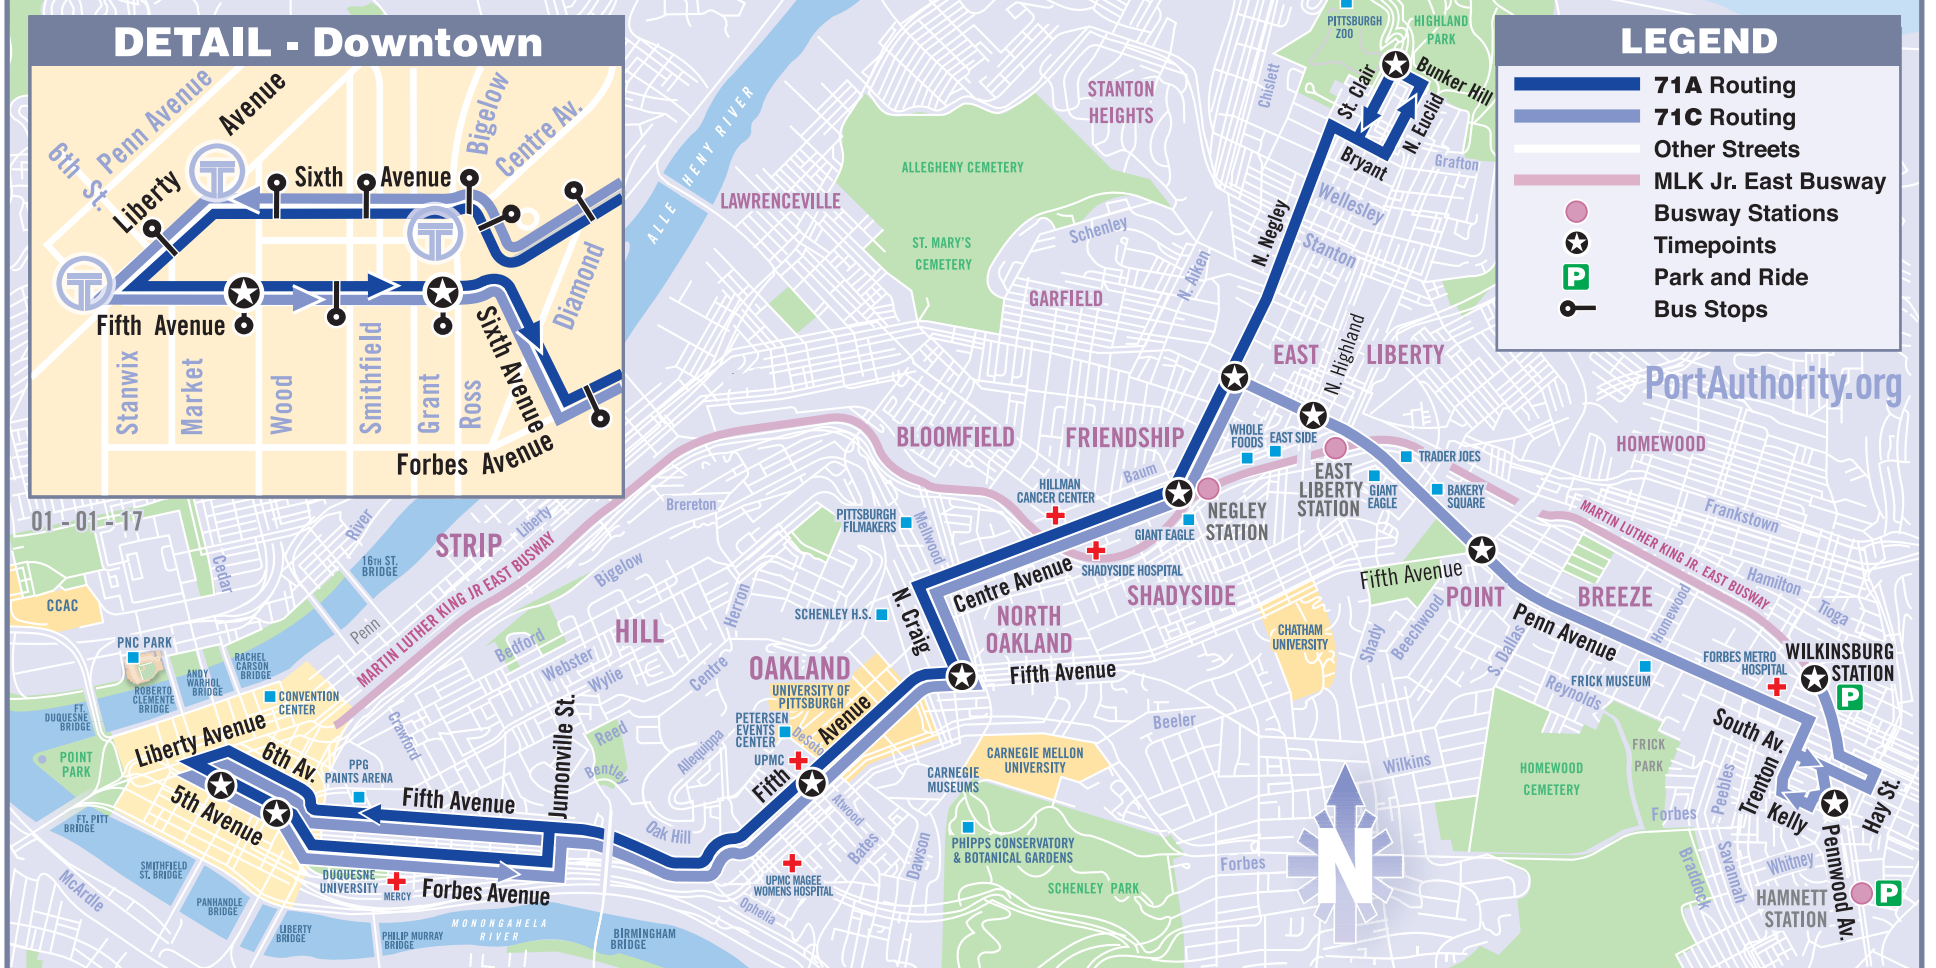 DETAIL - Downtown
Penn Avenue
6th St.
Avenue
Liberty
Sixth Avenue
Bigelow
Centre Av.
Diamond
Fifth Avenue
Sixth Avenue
Stanwix
Market
Wood
Smithfield
Grant
Ross
Forbes Avenue
01 - 01 - 17
LEGEND
71A Routing
71C Routing
Other Streets
MLK Jr. East Busway
Busway Stations
Timepoints
Park and Ride
Bus Stops
PortAuthority.org
PITTSBURGH
ZOO
HIGHLAND
PARK
Chislett
St. Clair
Bunker Hill
N. Euclid
Bryant
Grafton
Wellesley
Stanton
N. Negley
N. Aiken
Schenley
STANTON
HEIGHTS
ALLEGHENY CEMETERY
ST. MARY'S
CEMETERY
LAWRENCEVILLE
ALLEGHENY RIVER
GARFIELD
EAST LIBERTY
N. Highland
BLOOMFIELD
FRIENDSHIP
WHOLE
FOODS
EAST SIDE
EAST
LIBERTY
STATION
GIANT
EAGLE
TRADER JOES
BAKERY
SQUARE
HOMEWOOD
Frankstown
MARTIN LUTHER KING JR. EAST BUSWAY
Hamilton
Tioga
Homewood
Baum
HILLMAN
CANCER CENTER
NEGLEY
STATION
GIANT EAGLE
SHADYSIDE HOSPITAL
Centre Avenue
SHADYSIDE
NORTH
OAKLAND
Fifth Avenue
N. Craig
PITTSBURGH
FILMAKERS
Mellwood
SCHENLEY H.S.
Brereton
Liberty
STRIP
MARTIN LUTHER KING JR EAST BUSWAY
Bigelow
Herron
River
16TH ST.
BRIDGE
Cedar
CCAC
Penn
PNC PARK
RACHEL
CARSON
BRIDGE
ANDY
WARHOL
BRIDGE
ROBERTO
CLEMENTE
BRIDGE
FT.
DUQUESNE
BRIDGE
CONVENTION
CENTER
POINT
PARK
Liberty Avenue
6th Av.
5th Avenue
FT. PITT
BRIDGE
SMITHFIELD
ST. BRIDGE
PANHANDLE
BRIDGE
LIBERTY
BRIDGE
McArdle
PPG
PAINTS ARENA
Crawford
Fifth Avenue
Jumonville St.
HILL
Bedford
Webster
Wylie
Centre
Reed
Bentley
Allequippa
DUQUESNE
UNIVERSITY
MERCY
Forbes Avenue
MONONGAHELA
RIVER
PHILIP MURRAY
BRIDGE
BIRMINGHAM
BRIDGE
Oak Hill
OAKLAND
UNIVERSITY OF
PITTSBURGH
PETERSEN
EVENTS
CENTER
DeSoto
UPMC
Fifth Avenue
Atwood
Bates
UPMC MAGEE
WOMENS HOSPITAL
Ophelia
Dawson
CARNEGIE
MUSEUMS
CARNEGIE MELLON
UNIVERSITY
PHIPPS CONSERVATORY
& BOTANICAL GARDENS
SCHENLEY PARK
Beeler
Forbes
Wilkins
N
CHATHAM
UNIVERSITY
Fifth Avenue
POINT BREEZE
Shady
Beechwood
S. Dallas
Penn Avenue
FRICK MUSEUM
Reynolds
HOMEWOOD
CEMETERY
FRICK
PARK
FORBES METRO
HOSPITAL
WILKINSBURG
STATION
P
South Av.
Trenton
Kelly
Hay St.
Pennwood Av.
Peebles
Forbes
Braddock
Savannah
Whitney
HAMNETT
STATION
P